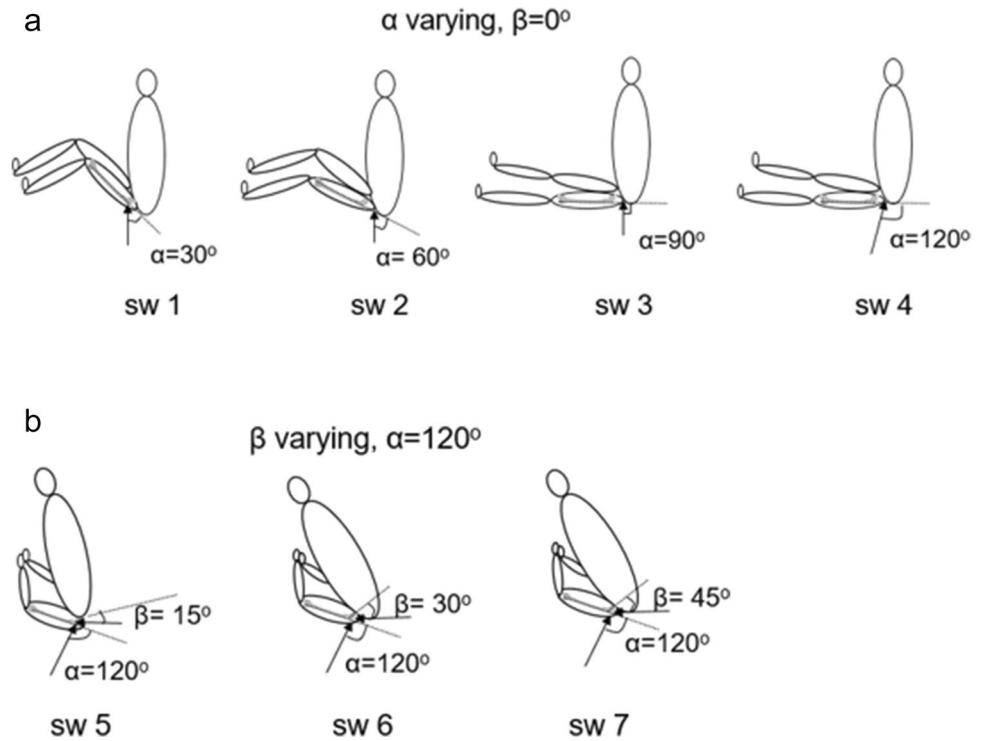 a
α varying, β=0º
α=30º
α= 60º
α=90º
α=120º
sw 1
sw 2
sw 3
sw 4
b
β varying, α=120º
β= 15º
β= 30º
β= 45º
α=120º
α=120º
α=120º
sw 5
sw 6
sw 7